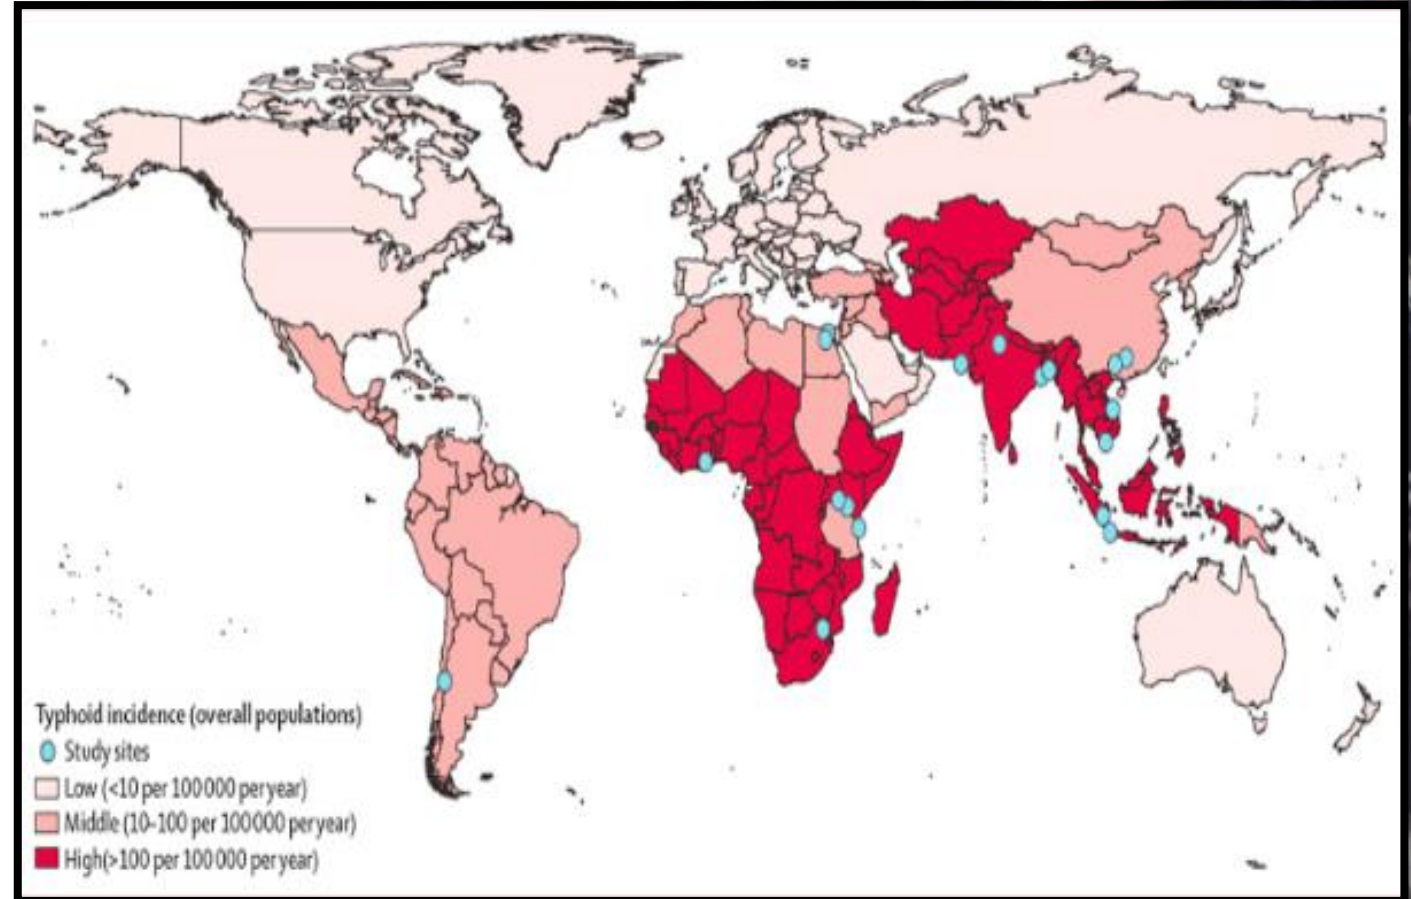 Typhoid incidence (overall populations)
Study sites
Low (<10 per 100 000 per year)
Middle (10–100 per 100 000 per year)
High(>100 per 100 000 per year)